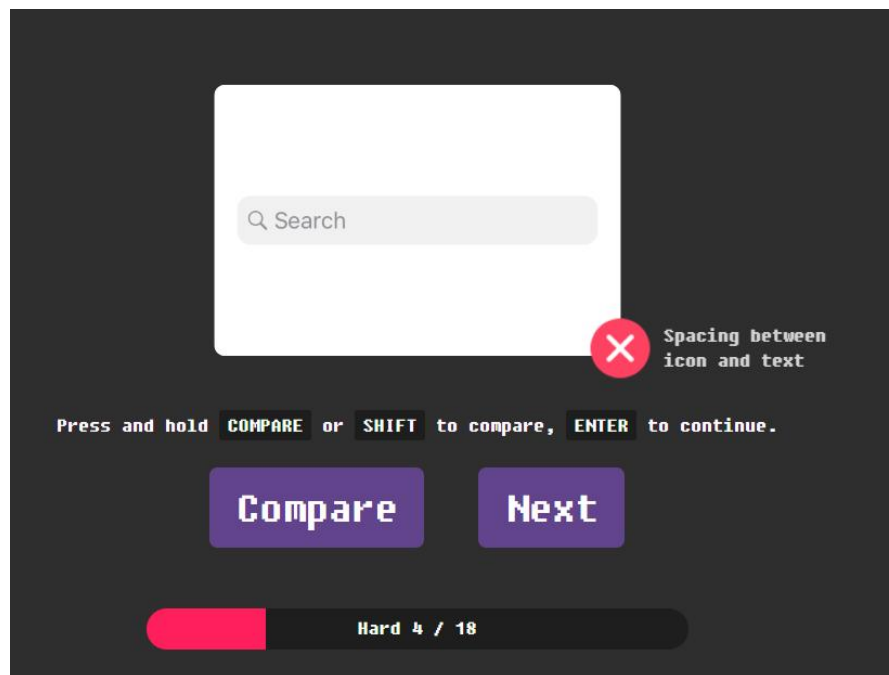 Search
Spacing between
icon and text
Press and hold COMPARE or SHIFT to compare, ENTER to continue.
Compare Next
Hard 4 / 18